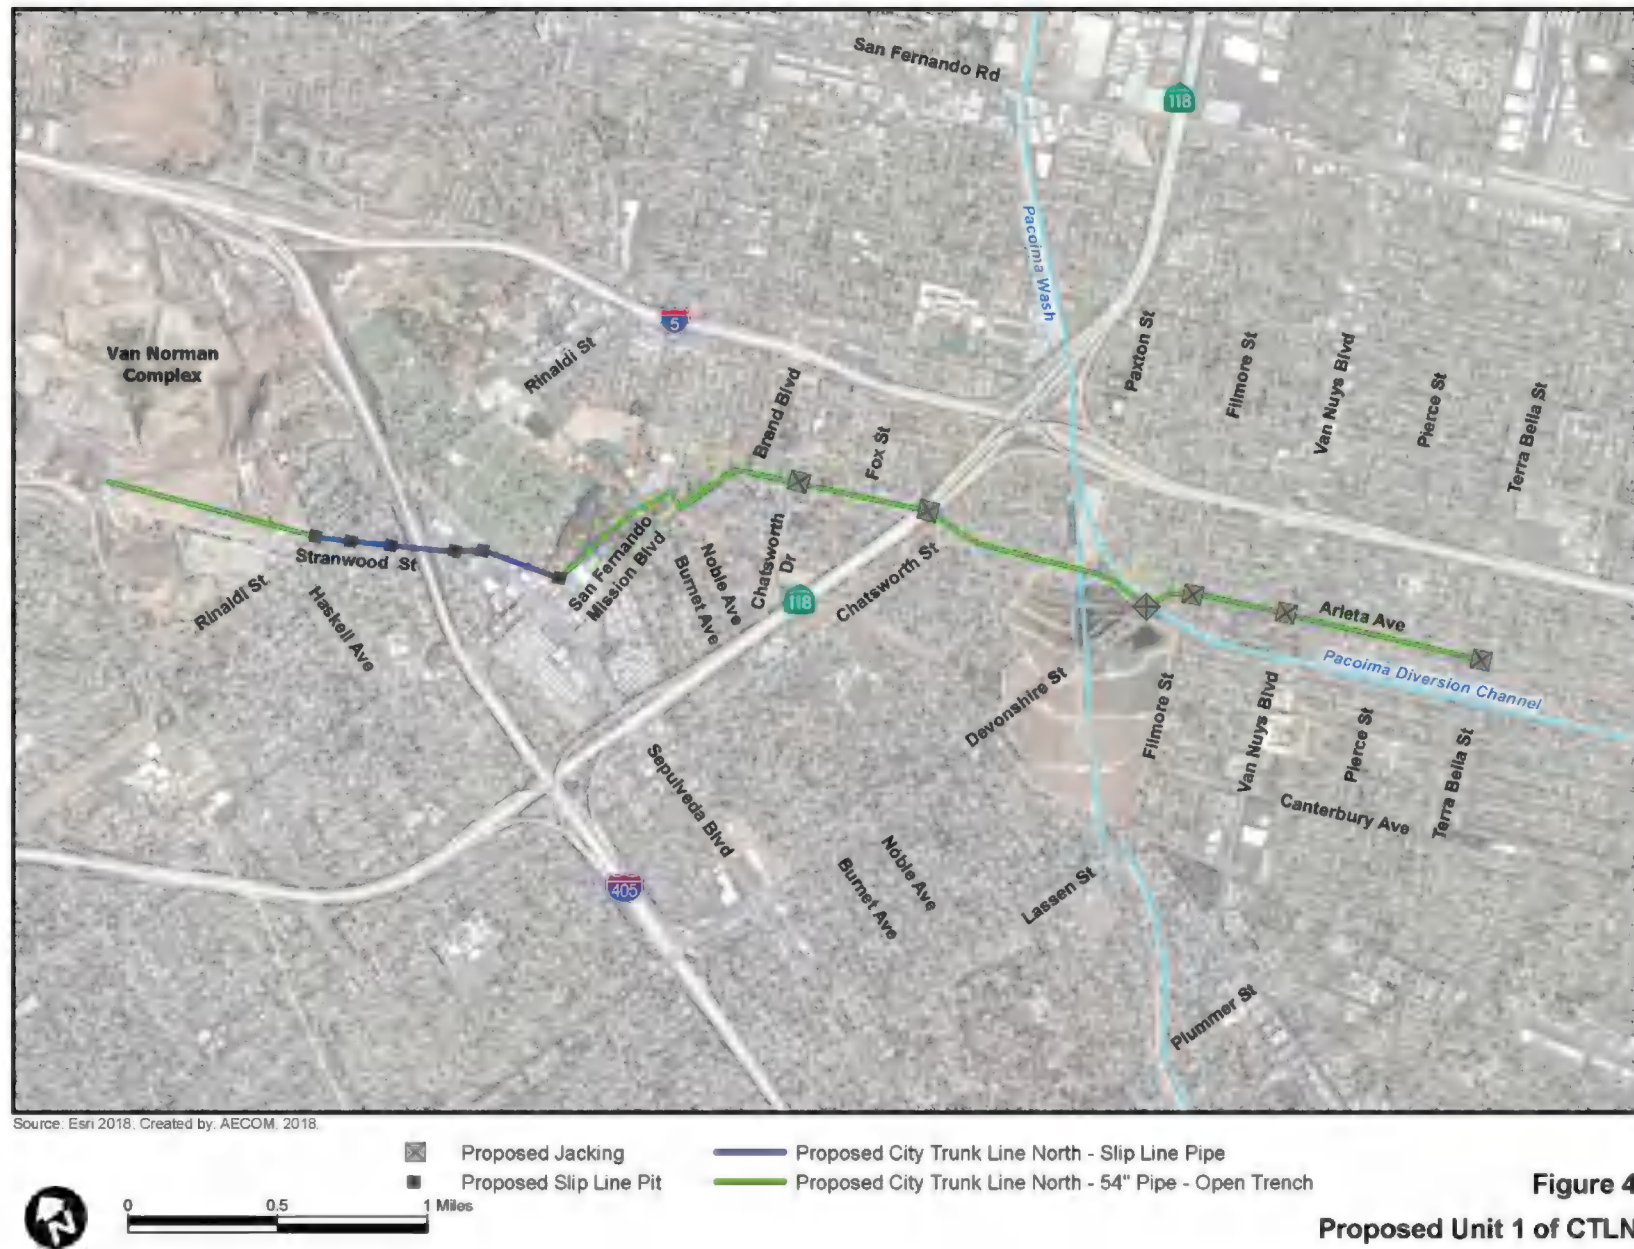 San Fernando Rd
118
Pacoima Wash
5
Rinaldi St
Van Norman
Complex
Paxton St
Filmore St
Van Nuys Blvd
Pierce St
Terra Bella St
Brand Blvd
Fox St
Stranwood St
San Fernando
Mission Blvd
Noble Ave
Burnet Ave
Chatsworth
Dr
118
Chatsworth St
Arleta Ave
Pacoima Diversion Channel
Rinaldi St
Haskell Ave
Devonshire St
Filmore St
Van Nuys Blvd
Pierce St
Terra Bella St
Canterbury Ave
Sepulveda Blvd
405
Noble Ave
Burnet Ave
Lassen St
Plummer St
Source: Esri 2018. Created by: AECOM, 2018.
Proposed Jacking
Proposed City Trunk Line North - Slip Line Pipe
Proposed Slip Line Pit
Proposed City Trunk Line North - 54" Pipe - Open Trench
N
0 0.5 1 Miles
Figure 4
Proposed Unit 1 of CTLN